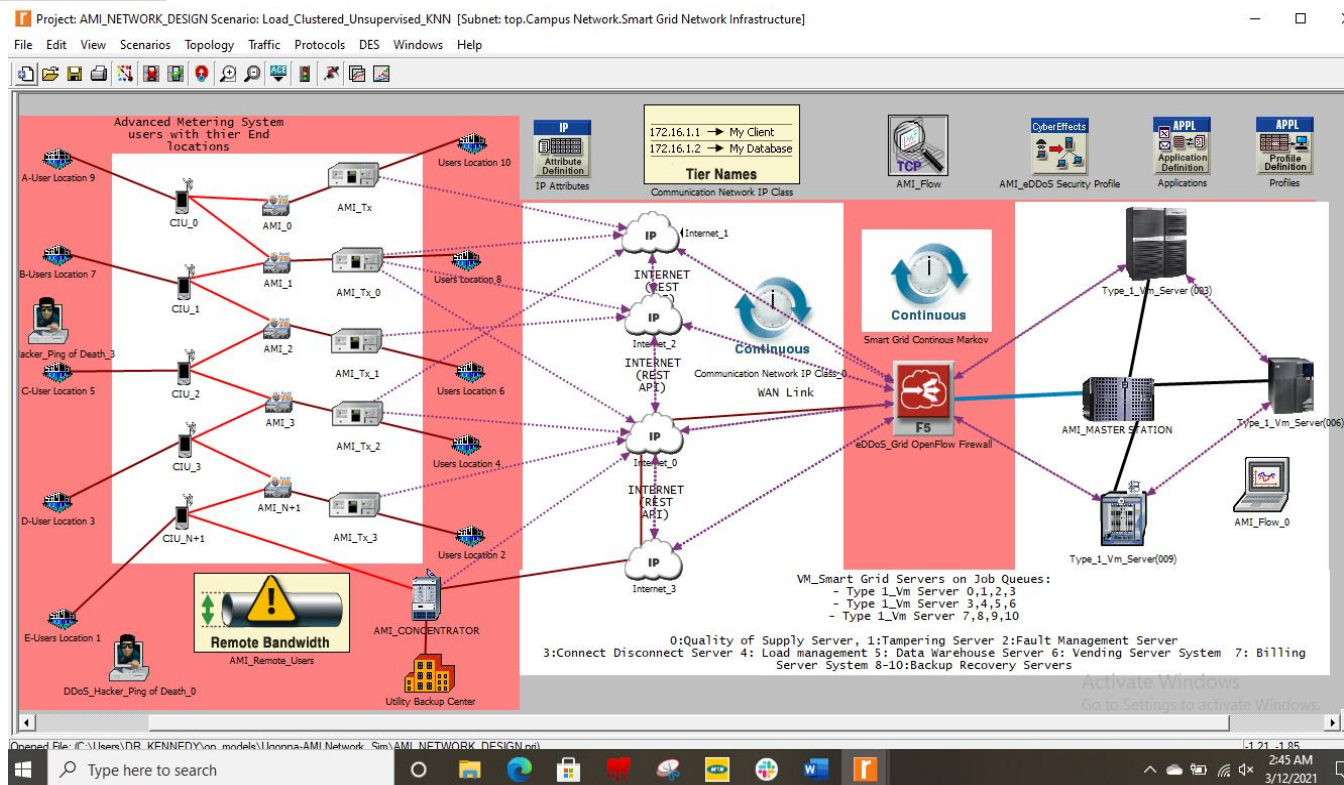 Project: AMI_NETWORK_DESIGN Scenario: Load_Clustered_Unsupervised_KNN [Subnet: top.Campus Network.Smart Grid Network Infrastructure]
File Edit View Scenarios Topology Traffic Protocols DES Windows Help
Advanced Metering System
users with thier End
locations
A-User Location 9
CIU_0
AMI_0
AMI_Tx
Users Location 10
B-Users Location 7
CIU_1
AMI_1
AMI_Tx_0
Users Location 8
Hacker_Ping of Death_3
C-User Location 5
CIU_2
AMI_2
AMI_Tx_1
Users Location 6
CIU_3
AMI_3
AMI_Tx_2
Users Location 4
D-User Location 3
CIU_N+1
AMI_N+1
AMI_Tx_3
Users Location 2
E-Users Location 1
DDoS_Hacker_Ping of Death_0
Remote Bandwidth
AMI_Remote_Users
AMI_CONCENTRATOR
Utility Backup Center
IP
Attribute
Definition
IP Attributes
172.16.1.1 → My Client
172.16.1.2 → My Database
Tier Names
Communication Network IP Class
TCP
AMI_Flow
CyberEffects
AMI_eDDoS Security Profile
APPL
Application
Definition
Applications
APPL
Profile
Definition
Profiles
IP
Internet_1
INTERNET
(REST
IP
Internet_2
INTERNET
(REST
API)
IP
Internet_0
INTERNET
(REST
API)
IP
Internet_3
Continuous
Communication Network IP Class_0
WAN Link
Continuous
Smart Grid Continous Markov
F5
eDDoS_Grid OpenFlow Firewall
Type_1_Vm_Server (003)
AMI_MASTER STATION
Type_1_Vm_Server(006)
AMI_Flow_0
Type_1_Vm_Server(009)
VM_Smart Grid Servers on Job Queues:
- Type 1_Vm Server 0,1,2,3
- Type 1_Vm Server 3,4,5,6
- Type 1_Vm Server 7,8,9,10
0:Quality of Supply Server, 1:Tampering Server 2:Fault Management Server
3:Connect Disconnect Server 4: Load management 5: Data Warehouse Server 6: Vending Server System 7: Billing
Server System 8-10:Backup Recovery Servers
Activate Windows
Go to Settings to activate Windows.
Opened File: (C:\Users\DR. KENNEDY\op_models\Ugonna-AMI Network_Sim\AMI_NETWORK_DESIGN.prj)
-1.21, -1.85
Type here to search
2:45 AM
3/12/2021